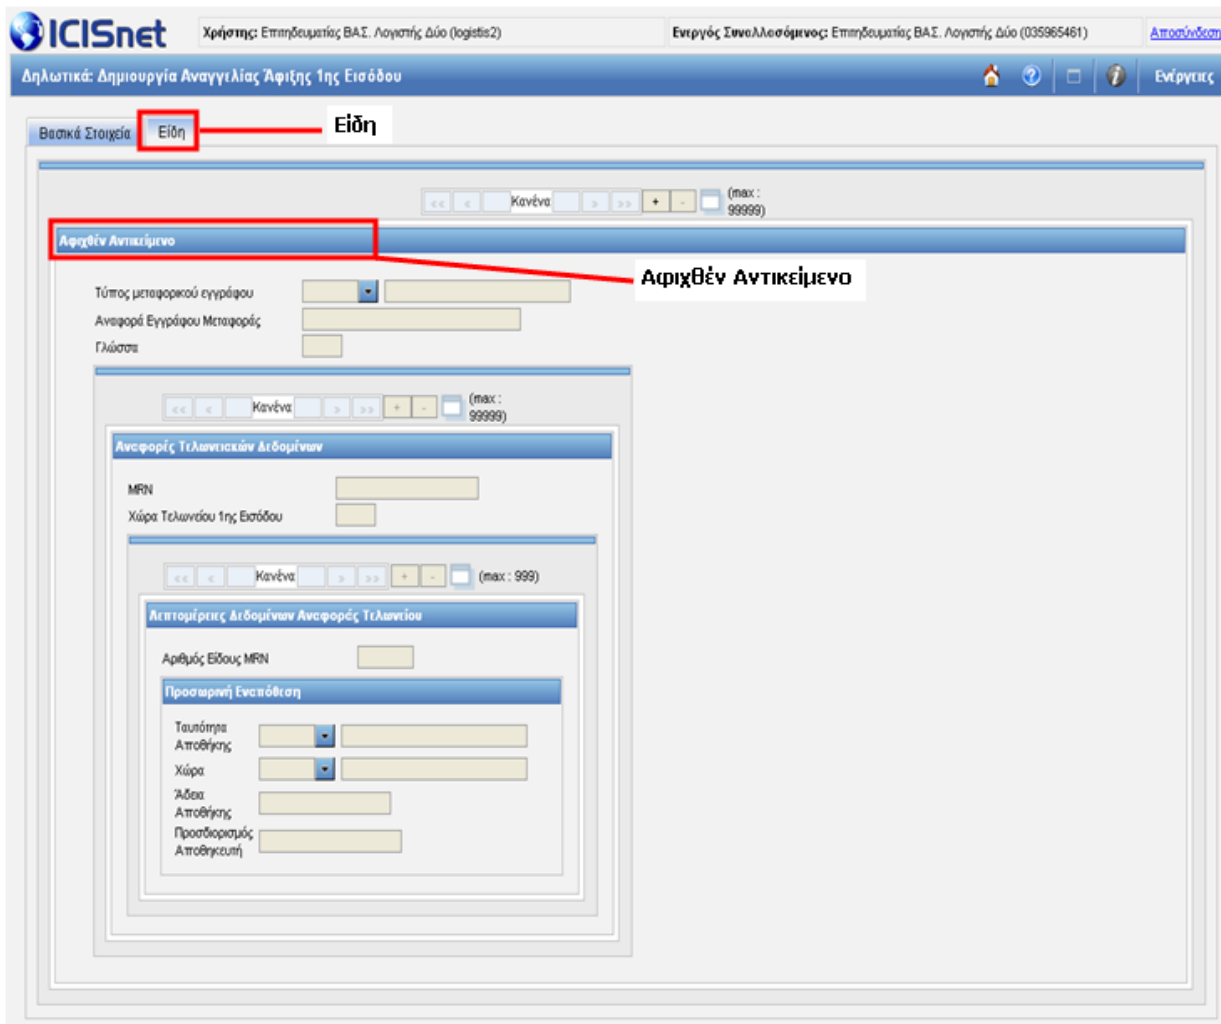 ICISnet
Χρήστης: Επιτηδευματίας ΒΑΣ. Λογιστής Δύο (logistis2)
Ενεργός Συναλλασόμενος: Επιτηδευματίας ΒΑΣ. Λογιστής Δύο (035965461)
Αποσύνδεση
Δηλωτικά: Δημιουργία Αναγγελίας Άφιξης 1ης Εισόδου
Ενέργειες
Βασικά Στοιχεία
Είδη
Είδη
<< < Κανένα > >> + - (max :
99999)
Αφιχθέν Αντικείμενο
Αφιχθέν Αντικείμενο
Τύπος μεταφορικού εγγράφου
Αναφορά Εγγράφου Μεταφοράς
Γλώσσα
<< < Κανένα > >> + - (max :
99999)
Αναφορές Τελωνειακών Δεδομένων
MRN
Χώρα Τελωνείου 1ης Εισόδου
<< < Κανένα > >> + - (max : 999)
Λεπτομέρειες Δεδομένων Αναφοράς Τελωνείου
Αριθμός Είδους MRN
Προσωρινή Εναπόθεση
Ταυτότητα
Αποθήκης
Χώρα
Άδεια
Αποθήκης
Προσδιορισμός
Αποθηκευτή